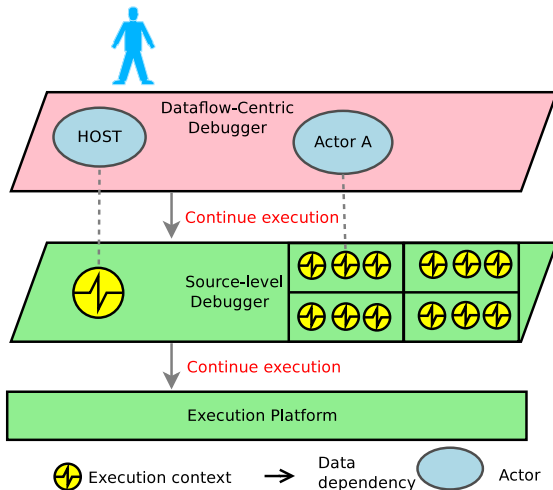 Dataflow-Centric
Debugger
HOST
Actor A
Continue execution
Source-level
Debugger
Continue execution
Execution Platform
Execution context
Data
dependency
Actor